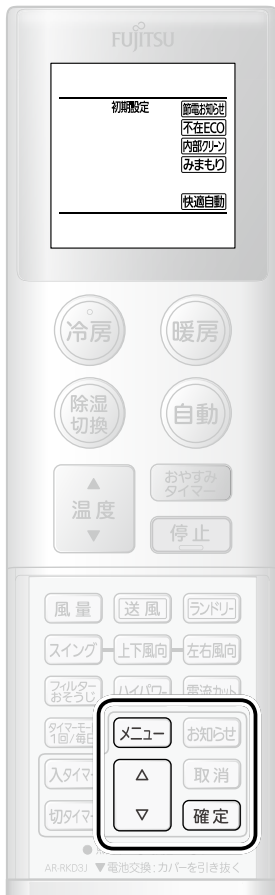 FUJITSU
初期設定
節電お知らせ
不在ECO
内部クリーン
みまもり
快適自動
冷房
暖房
除湿
切換
自動
▲
温度
▼
おやすみ
タイマー
停止
風量
送風
ランドリー
スイング
上下風向
左右風向
フィルター
おそうじ
ハイパワー
電流カット
タイマーモー
1回/毎日
メニュー
お知らせ
入タイマ
△
取消
切タイマ
▽
確定
AR-RKD3J ▼電池交換:カバーを引き抜く